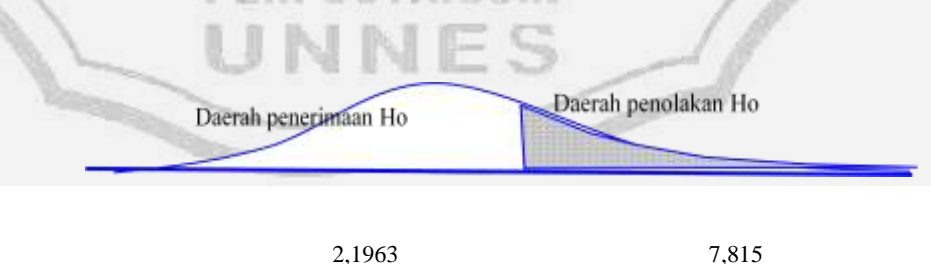 UNNES
Daerah penerimaan Ho
Daerah penolakan Ho
2,1963
7,815